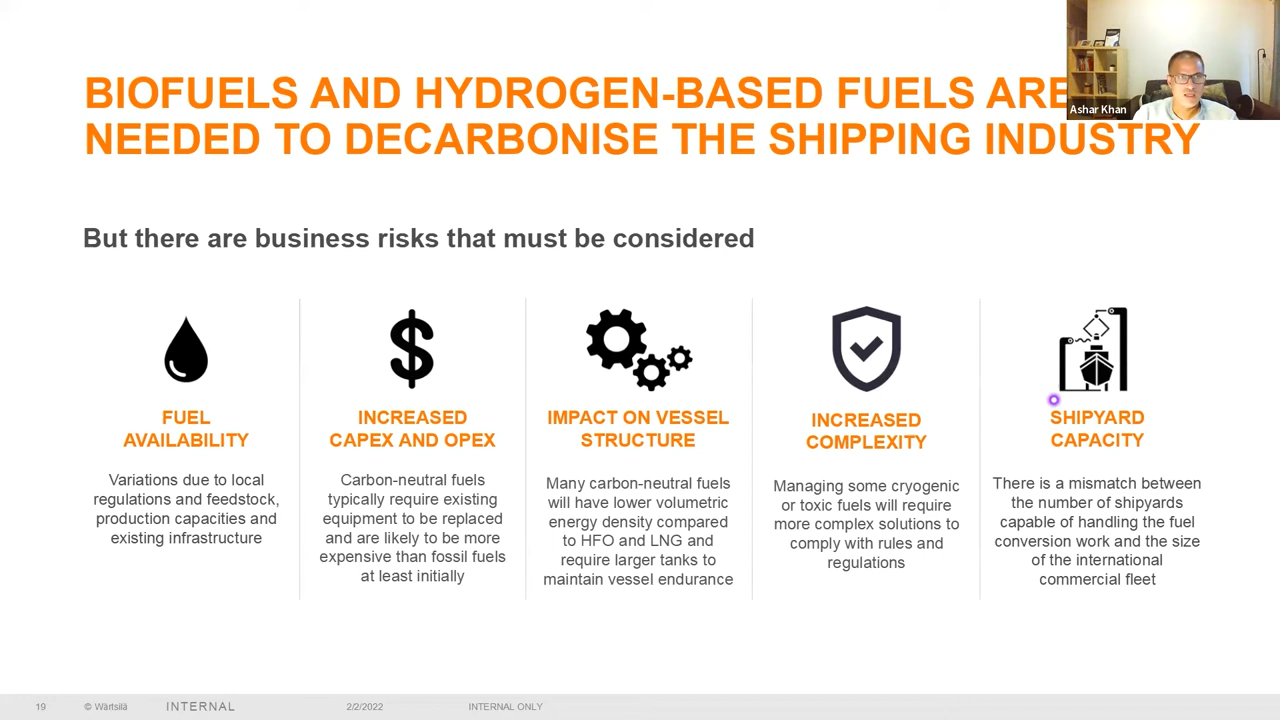 BIOFUELS AND HYDROGEN-BASED FUELS ARE
NEEDED TO DECARBONISE THE SHIPPING INDUSTRY
Ashar Khan
But there are business risks that must be considered
FUEL
AVAILABILITY
Variations due to local
regulations and feedstock,
production capacities and
existing infrastructure
INCREASED
CAPEX AND OPEX
Carbon-neutral fuels
typically require existing
equipment to be replaced
and are likely to be more
expensive than fossil fuels
at least initially
IMPACT ON VESSEL
STRUCTURE
Many carbon-neutral fuels
will have lower volumetric
energy density compared
to HFO and LNG and
require larger tanks to
maintain vessel endurance
INCREASED
COMPLEXITY
Managing some cryogenic
or toxic fuels will require
more complex solutions to
comply with rules and
regulations
SHIPYARD
CAPACITY
There is a mismatch between
the number of shipyards
capable of handling the fuel
conversion work and the size
of the international
commercial fleet
19 © Wärtsilä INTERNAL 2/2/2022 INTERNAL ONLY